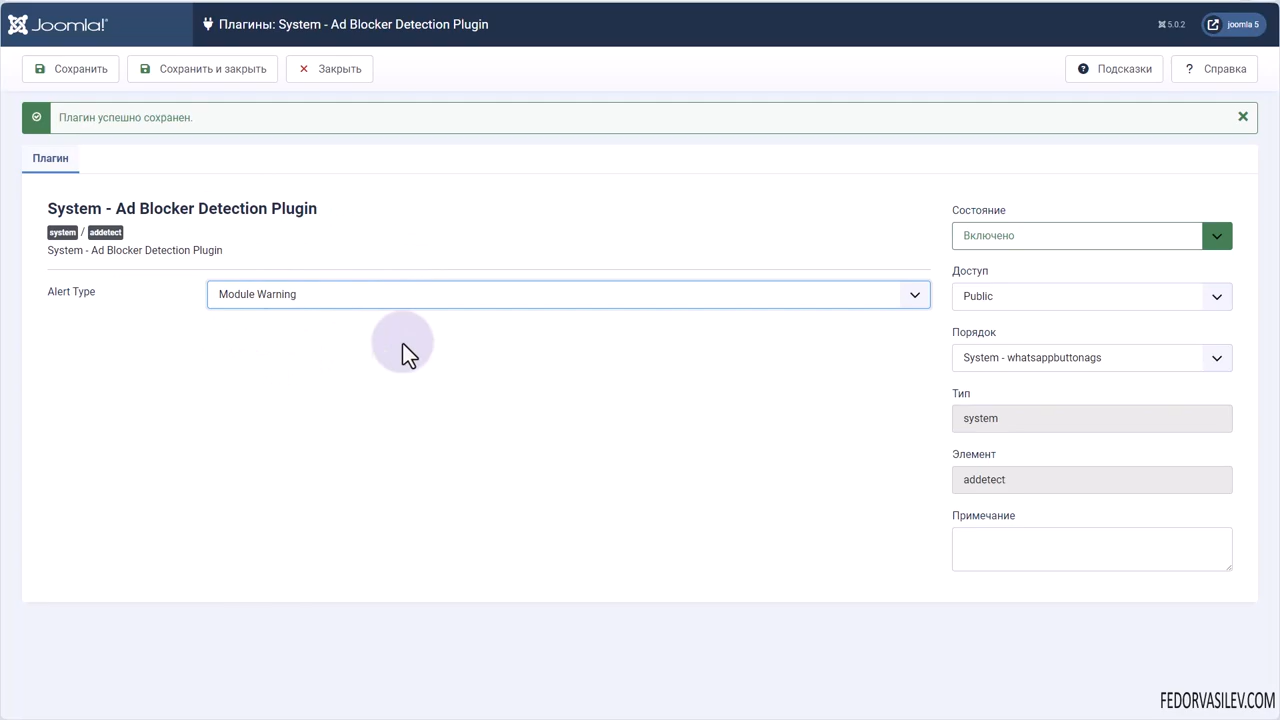 Joomla!
Плагины: System - Ad Blocker Detection Plugin
5.0.2
joomla 5
Сохранить
Сохранить и закрыть
Закрыть
Подсказки
? Справка
Плагин успешно сохранен.
Плагин
System - Ad Blocker Detection Plugin
system / addetect
System - Ad Blocker Detection Plugin
Alert Type
Module Warning
Состояние
Включено
Доступ
Public
Порядок
System - whatsappbuttonags
Тип
system
Элемент
addetect
Примечание
FEDORVASILEV.COM